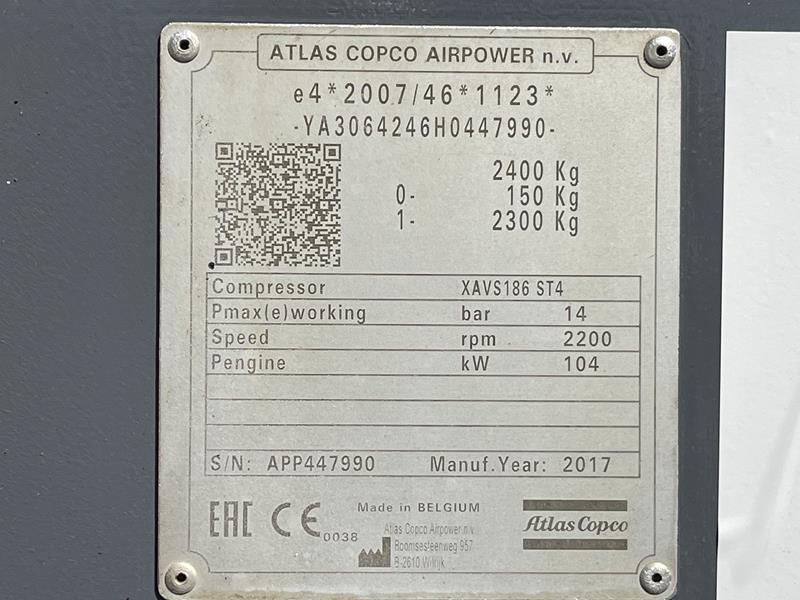 ATLAS COPCO AIRPOWER n.v.
e4*2007/46*1123*
-YA3064246H0447990-
2400 Kg
0- 150 Kg
1- 2300 Kg
Compressor XAVS186 ST4
Pmax(e)working bar 14
Speed rpm 2200
Pengine kW 104
S/N: APP447990 Manuf.Year: 2017
EAC CE 0038
Made in BELGIUM
Atlas Copco Airpower n.v.
Boomsesteenweg 957
B-2610 Wilrijk
Atlas Copco